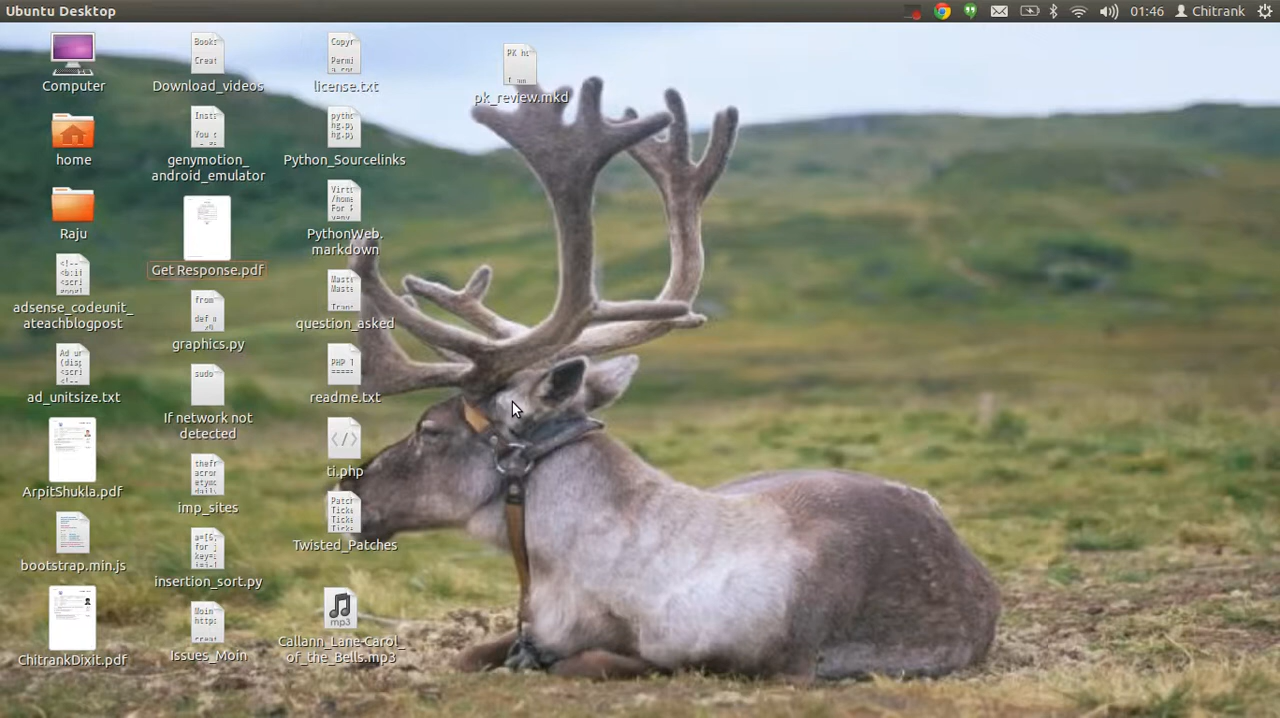 Ubuntu Desktop
01:46
Chitrank
Computer
home
Raju
adsense_codeunit_
ateachblogpost
ad_unitsize.txt
ArpitShukla.pdf
bootstrap.min.js
ChitrankDixit.pdf
Download_videos
genymotion_
android_emulator
Get Response.pdf
graphics.py
If network not
detected
imp_sites
insertion_sort.py
Issues_Moin
license.txt
Python_Sourcelinks
PythonWeb.
markdown
question_asked
readme.txt
ti.php
Twisted_Patches
mp3
Callann_Lane-Carol_
of_the_Bells.mp3
pk_review.mkd